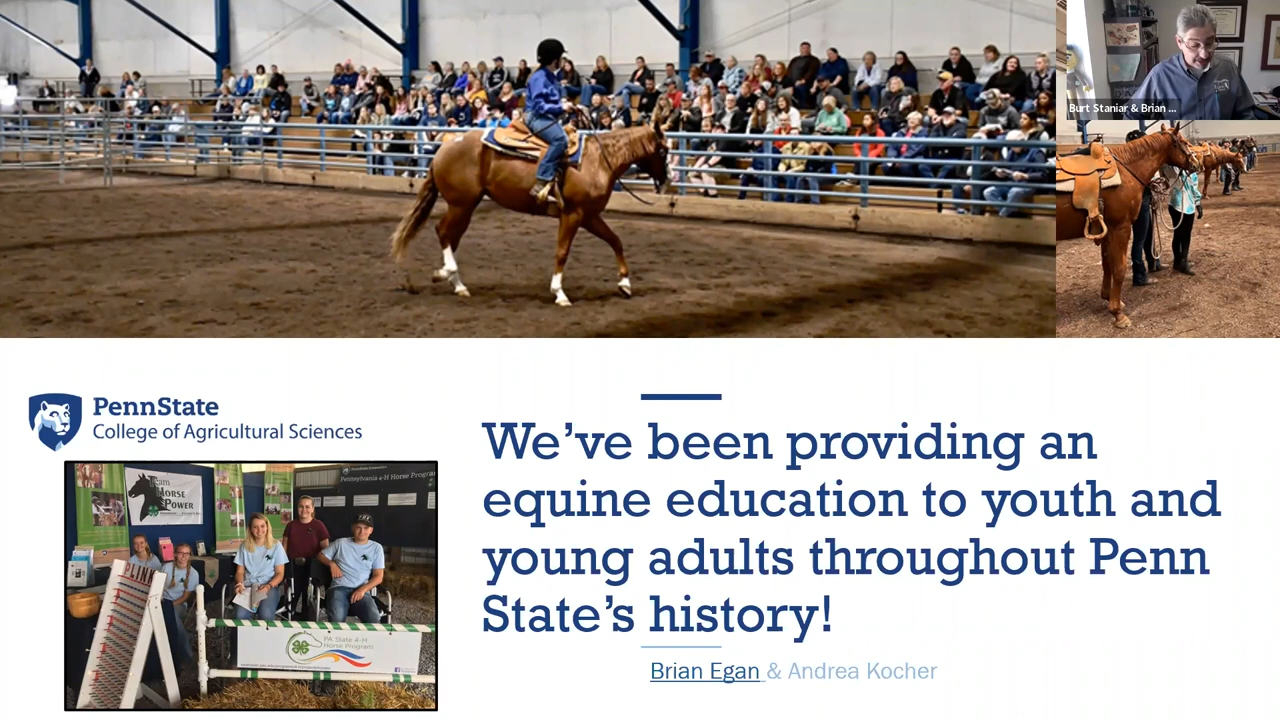 Burt Staniar & Brian ...
PennState
College of Agricultural Sciences
We've been providing an
equine education to youth and
young adults throughout Penn
State's history!
Brian Egan & Andrea Kocher
Team
Horse
Power
Pennsylvania 4-H Horse Program
PLINK
PA State 4-H
Horse Program